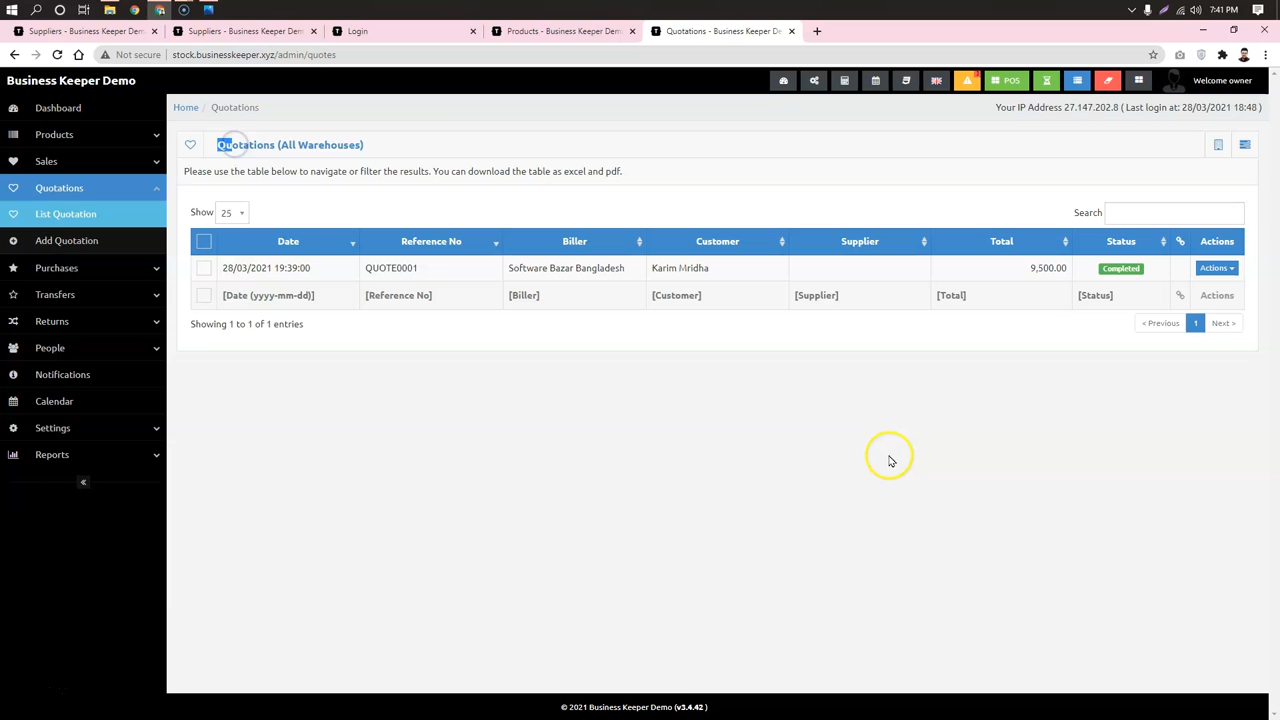 7:41 PM
Suppliers - Business Keeper De
Suppliers - Business Keeper De
Login
Products - Business Keeper De
Quotations - Business Keeper De
Not secure stock.businesskeeper.xyz/admin/quotes
Business Keeper Demo
POS
Welcome owner
Dashboard
Products
Sales
Quotations
List Quotation
Add Quotation
Purchases
Transfers
Returns
People
Notifications
Calendar
Settings
Reports
Home / Quotations
Your IP Address 27.147.202.8 ( Last login at: 28/03/2021 18:48 )
Quotations (All Warehouses)
Please use the table below to navigate or filter the results. You can download the table as excel and pdf.
Show 25
Search
Date Reference No Biller Customer Supplier Total Status Actions
28/03/2021 19:39:00 QUOTE0001 Software Bazar Bangladesh Karim Mridha 9,500.00 Completed Actions
[Date (yyyy-mm-dd)] [Reference No] [Biller] [Customer] [Supplier] [Total] [Status] Actions
Showing 1 to 1 of 1 entries
< Previous 1 Next >
© 2021 Business Keeper Demo (v3.4.42 )